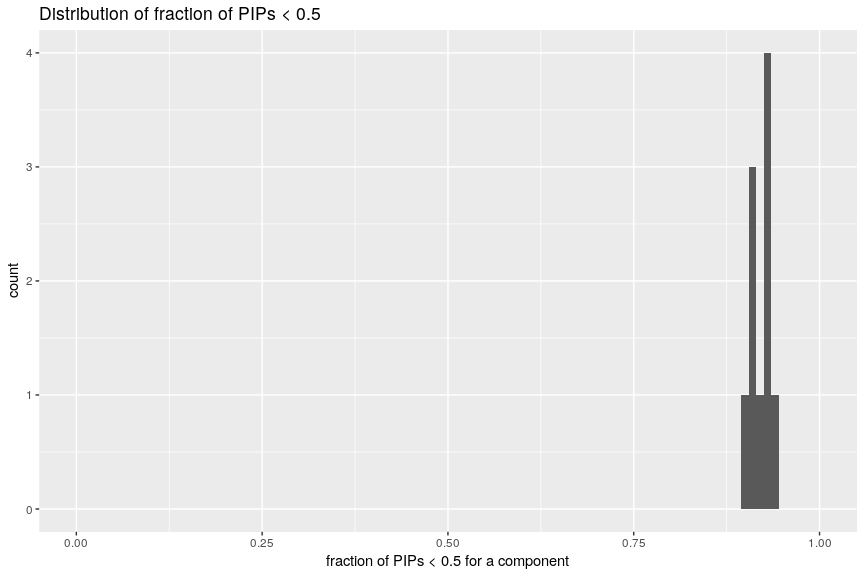 Distribution of fraction of PIPs < 0.5
4
3
2
1
0
count
0.00 0.25 0.50 0.75 1.00
fraction of PIPs < 0.5 for a component